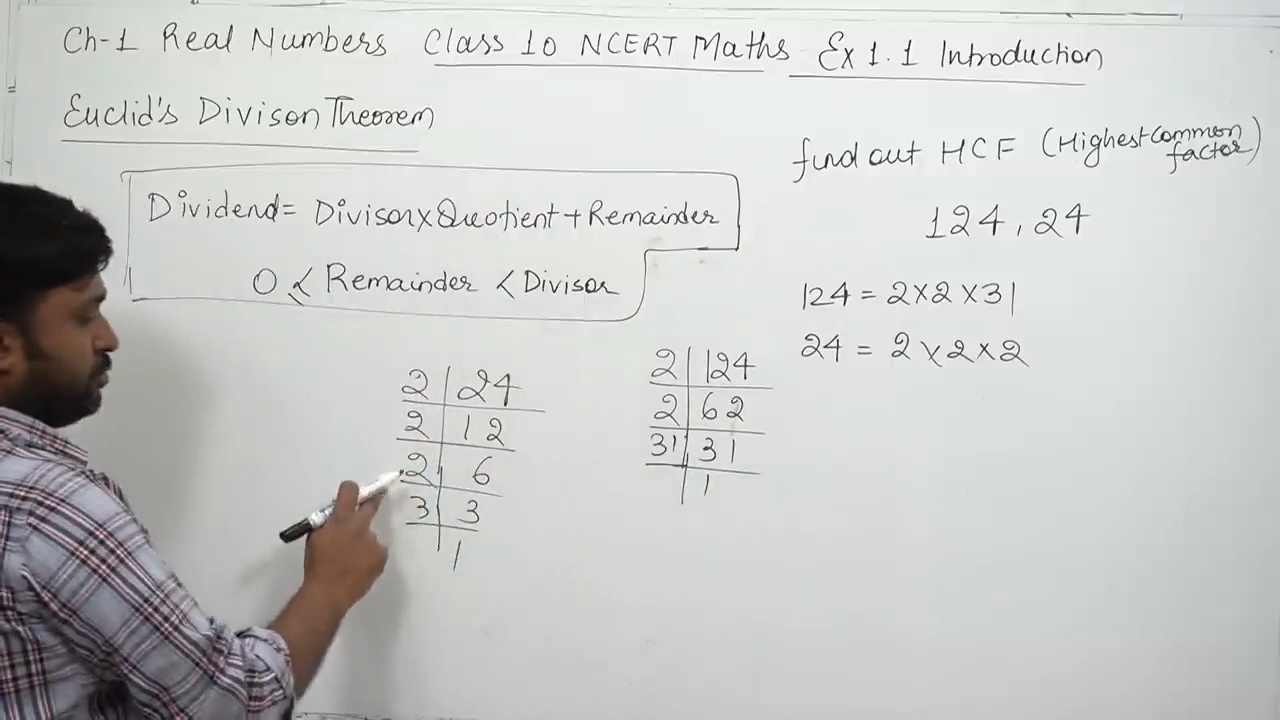 Ch-1 Real Numbers Class 10 NCERT Maths Ex 1.1 Introduction
Euclid's Divison Theorem
Dividend = Divisor x Quotient + Remainder
0 ≤ Remainder < Divisor
find out HCF (Highest Common factor)
124, 24
124 = 2x2x31
24 = 2x2x2
2 | 24
2 | 12
2 | 6
3 | 3
| 1
2 | 124
2 | 62
31 | 31
| 1